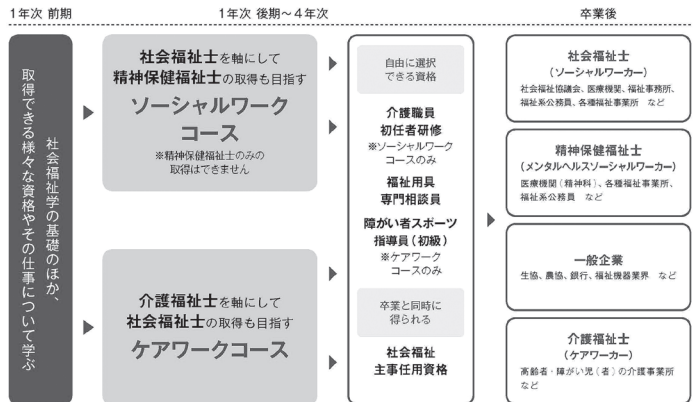 1年次 前期
1年次 後期～4年次
卒業後
社会福祉学の基礎のほか、
取得できる様々な資格やその仕事について学ぶ
社会福祉士を軸にして
精神保健福祉士の取得も目指す
ソーシャルワーク
コース
※精神保健福祉士のみの
取得はできません
介護福祉士を軸にして
社会福祉士の取得も目指す
ケアワークコース
自由に選択
できる資格
介護職員
初任者研修
※ソーシャルワーク
コースのみ
福祉用具
専門相談員
障がい者スポーツ
指導員（初級）
※ケアワーク
コースのみ
卒業と同時に
得られる
社会福祉
主事任用資格
社会福祉士
（ソーシャルワーカー）
社会福祉協議会、医療機関、福祉事務所、
福祉系公務員、各種福祉事業所 など
精神保健福祉士
（メンタルヘルスソーシャルワーカー）
医療機関（精神科）、各種福祉事業所、
福祉系公務員 など
一般企業
生協、農協、銀行、福祉機器業界 など
介護福祉士
（ケアワーカー）
高齢者・障がい児（者）の介護事業所
など